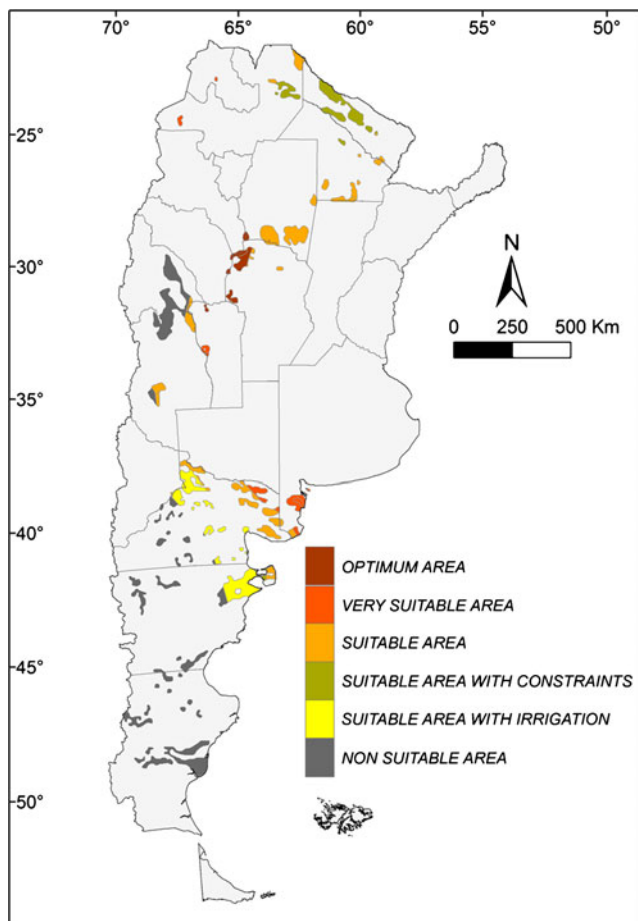 70° 65° 60° 55° 50°
25°
N
30°
0 250 500 Km
35°
40°
OPTIMUM AREA
VERY SUITABLE AREA
SUITABLE AREA
45°
SUITABLE AREA WITH CONSTRAINTS
SUITABLE AREA WITH IRRIGATION
NON SUITABLE AREA
50°